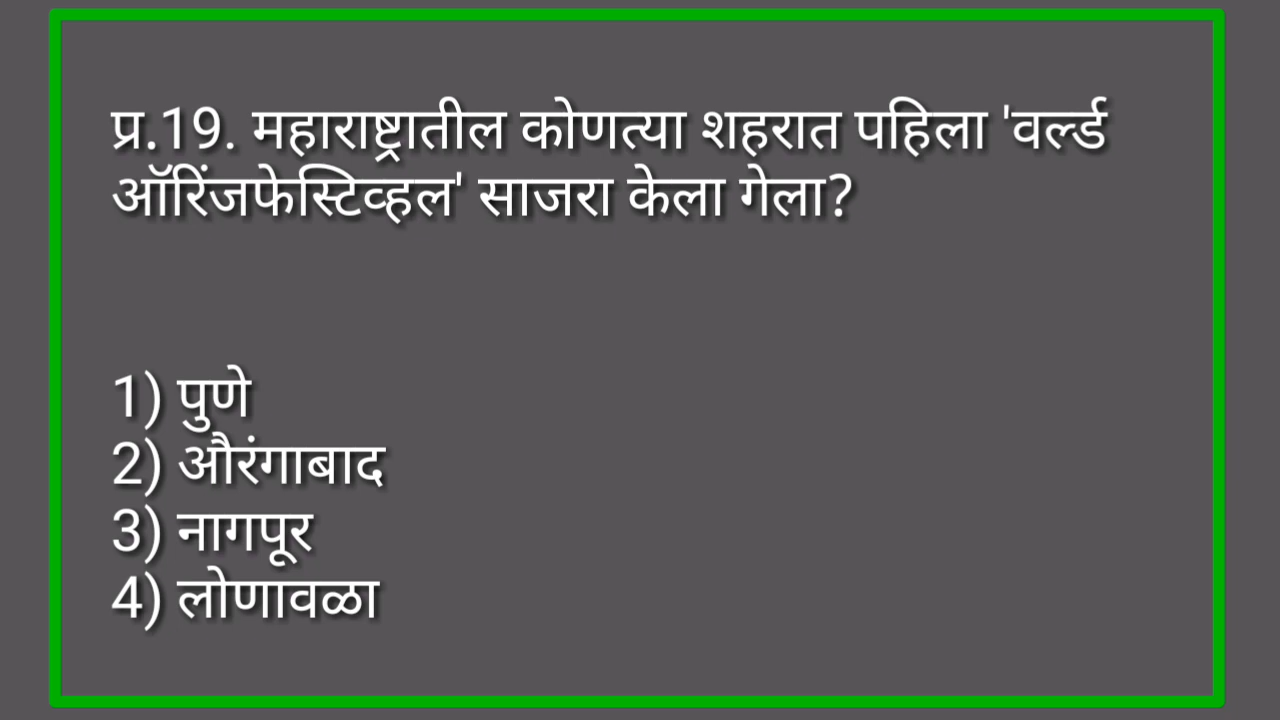 प्र.19. महाराष्ट्रातील कोणत्या शहरात पहिला 'वर्ल्ड
ऑरिंजफेस्टिव्हल' साजरा केला गेला?
1) पुणे
2) औरंगाबाद
3) नागपूर
4) लोणावळा